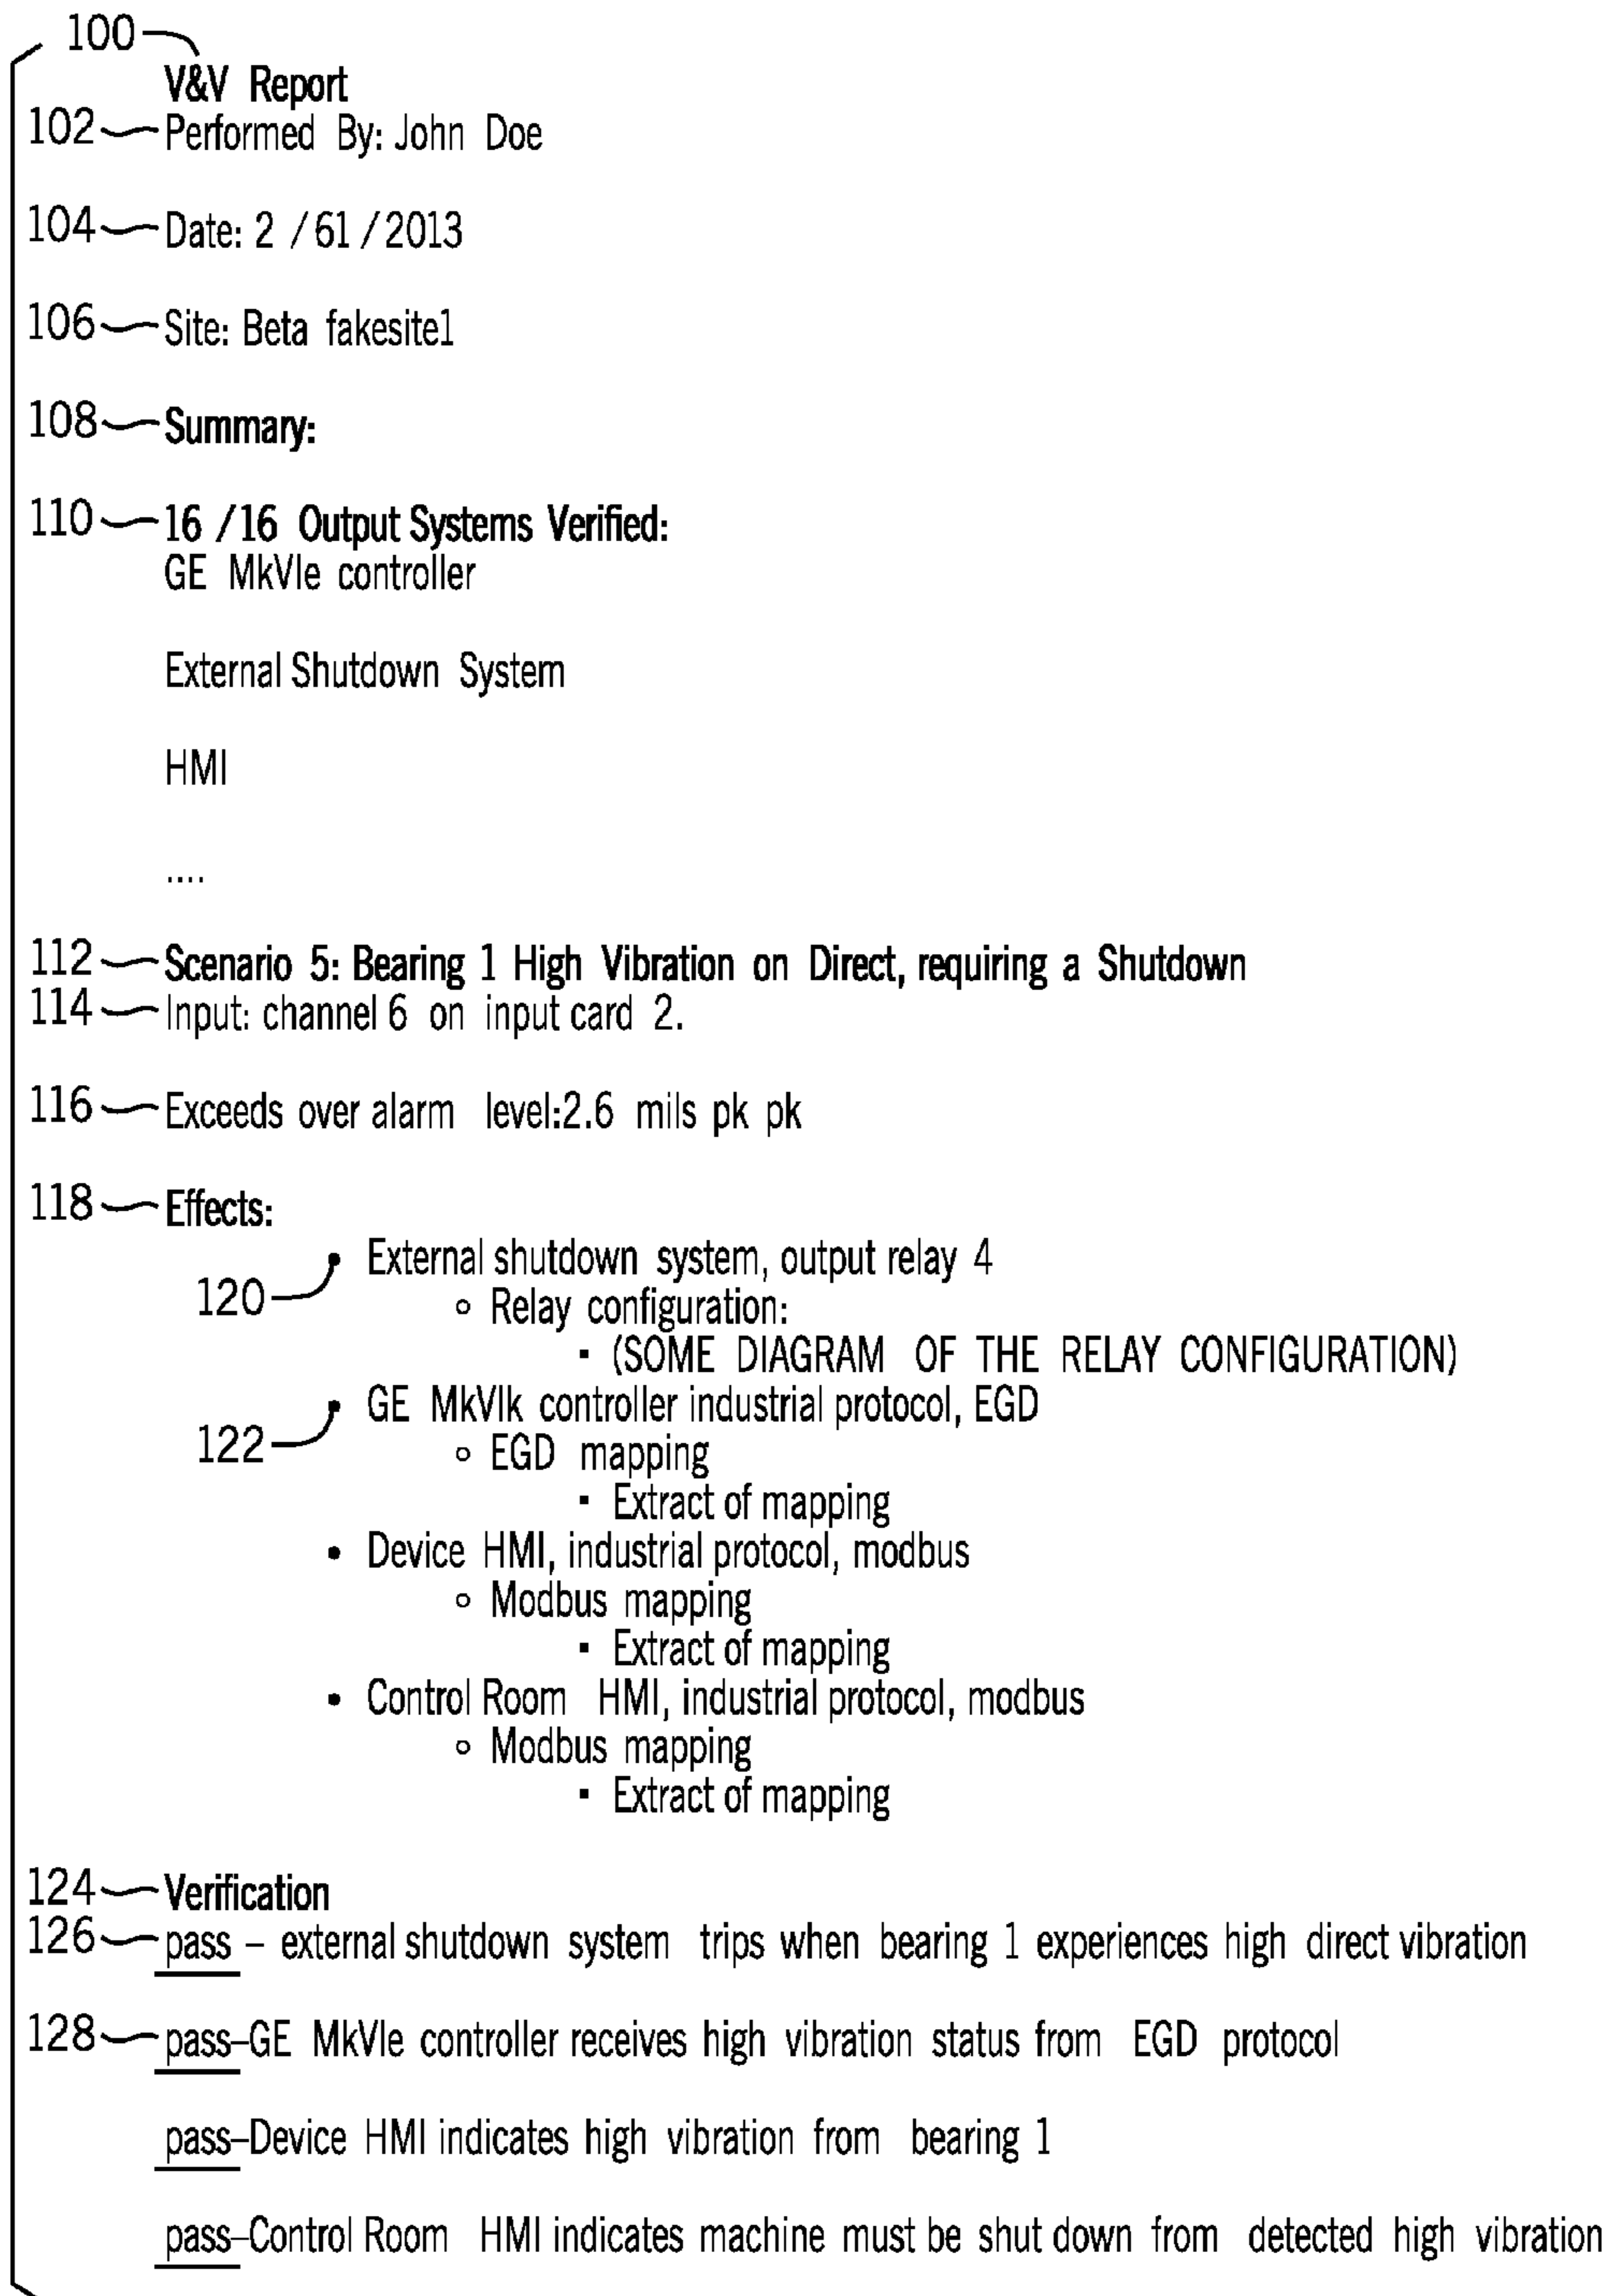 100
V&V Report
102 Performed By: John Doe
104 Date: 2 /61/2013
106 Site: Beta fakesite1
108 Summary:
110 16 /16 Output Systems Verified:
GE MkVIe controller
External Shutdown System
HMI
....
112 Scenario 5: Bearing 1 High Vibration on Direct, requiring a Shutdown
114 Input: channel 6 on input card 2.
116 Exceeds over alarm level:2.6 mils pk pk
118 Effects:
• External shutdown system, output relay 4
120 ∘ Relay configuration:
▪ (SOME DIAGRAM OF THE RELAY CONFIGURATION)
• GE MkVIk controller industrial protocol, EGD
122 ∘ EGD mapping
▪ Extract of mapping
• Device HMI, industrial protocol, modbus
∘ Modbus mapping
▪ Extract of mapping
• Control Room HMI, industrial protocol, modbus
∘ Modbus mapping
▪ Extract of mapping
124 Verification
126 pass – external shutdown system trips when bearing 1 experiences high direct vibration
128 pass–GE MkVIe controller receives high vibration status from EGD protocol
pass–Device HMI indicates high vibration from bearing 1
pass–Control Room HMI indicates machine must be shut down from detected high vibration